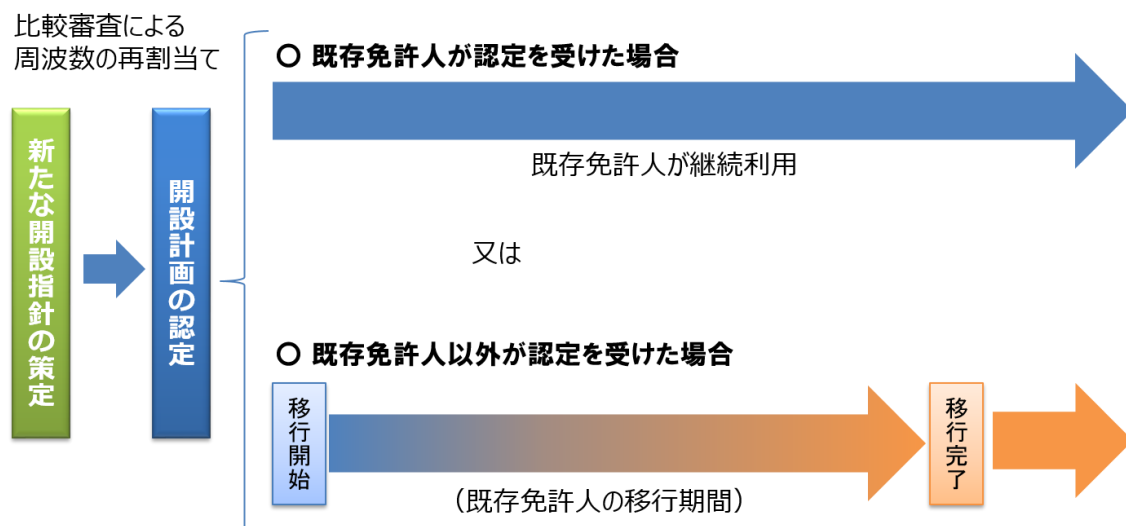 比較審査による
周波数の再割当て
新たな開設指針の策定
開設計画の認定
○ 既存免許人が認定を受けた場合
既存免許人が継続利用
又は
○ 既存免許人以外が認定を受けた場合
移行開始
（既存免許人の移行期間）
移行完了